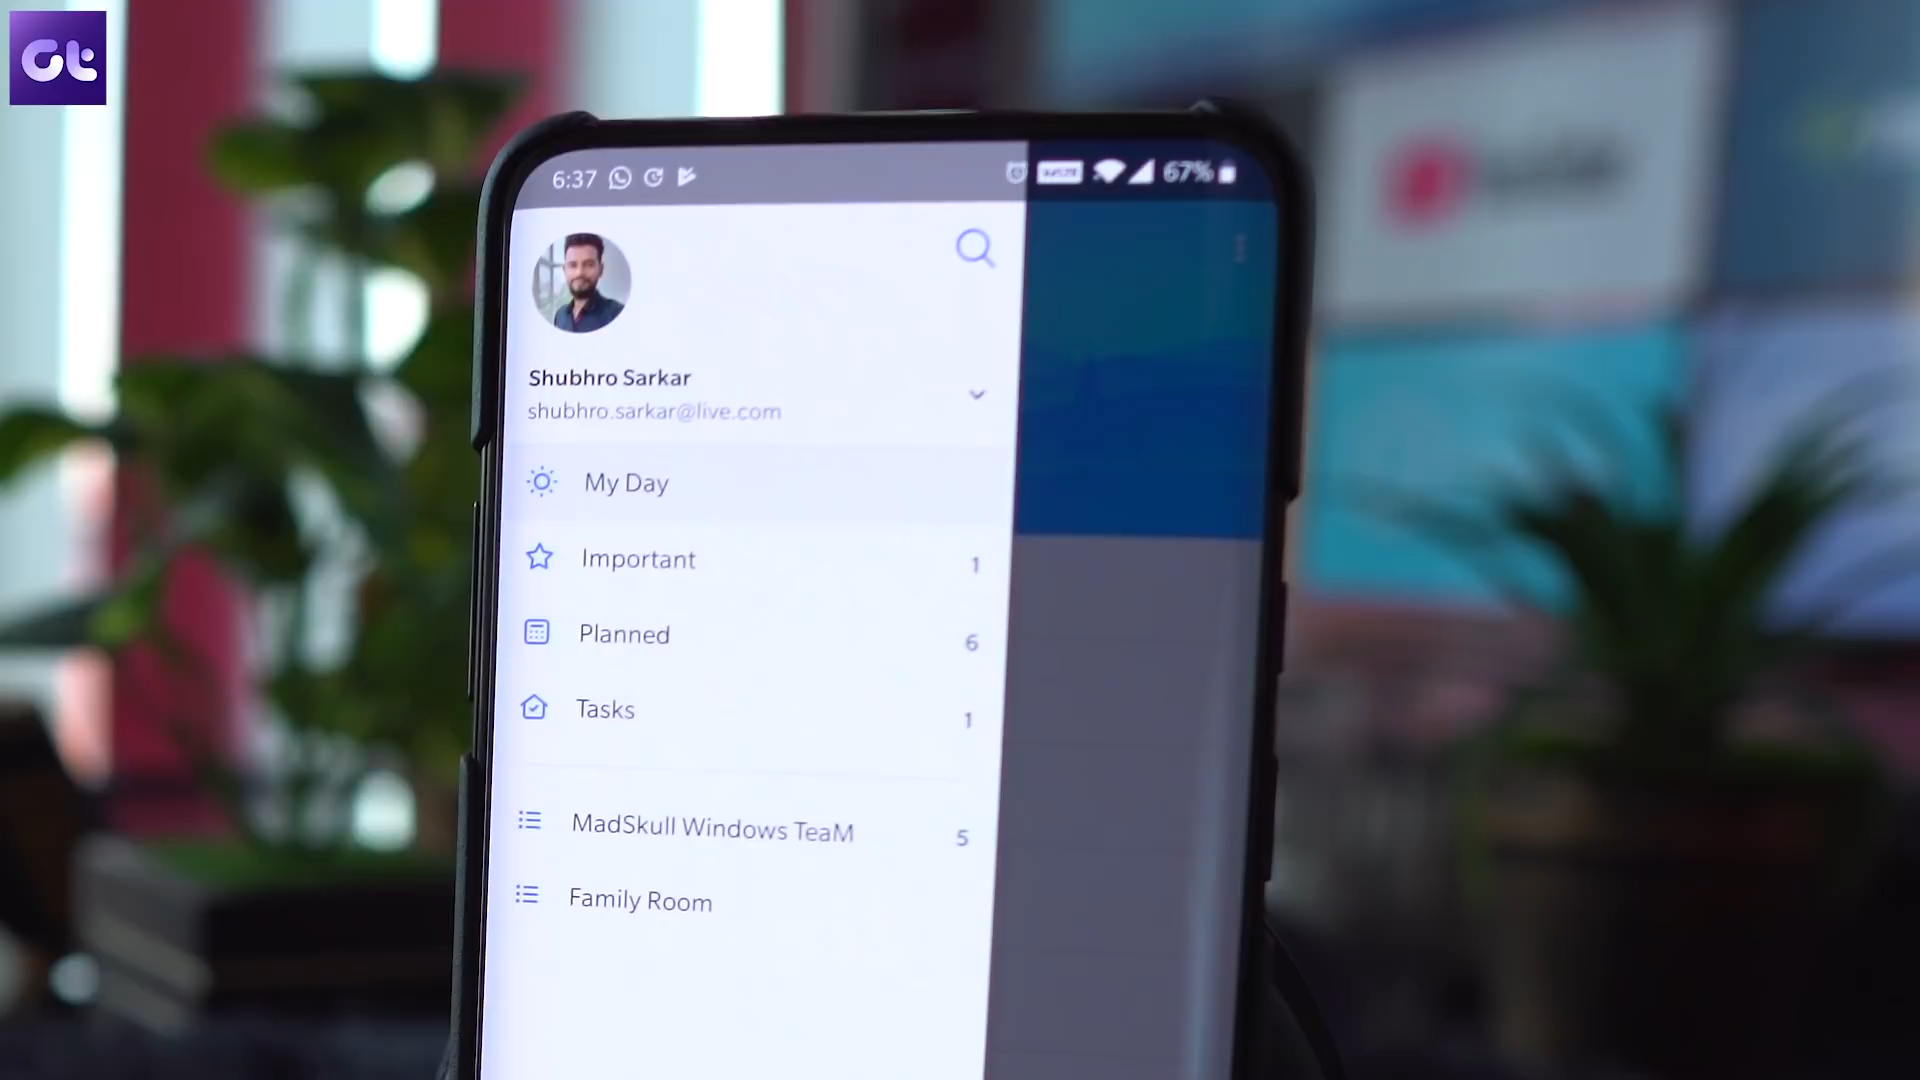 Gt
6:37
67%
Shubhro Sarkar
shubhro.sarkar@live.com
My Day
Important 1
Planned 6
Tasks 1
MadSkull Windows TeaM 5
Family Room